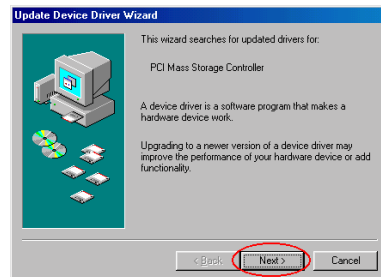 Update Device Driver Wizard
This wizard searches for updated drivers for:
PCI Mass Storage Controller
A device driver is a software program that makes a
hardware device work.
Upgrading to a newer version of a device driver may
improve the performance of your hardware device or add
functionality.
< Back Next > Cancel